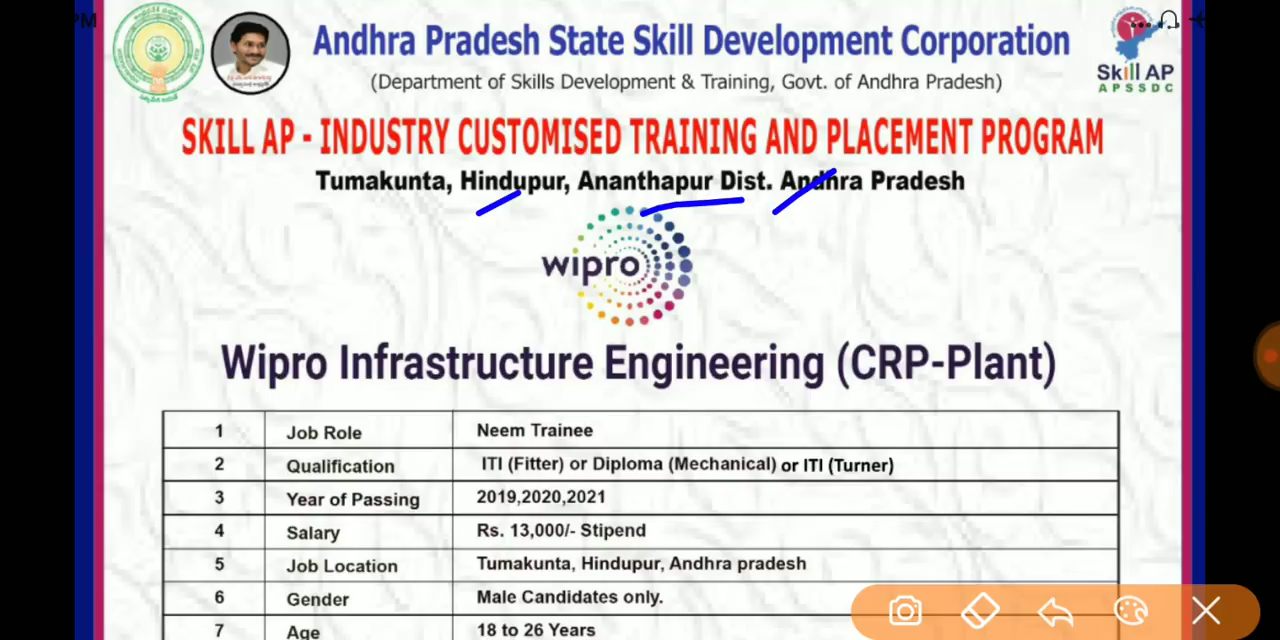 PM
Andhra Pradesh State Skill Development Corporation
(Department of Skills Development & Training, Govt. of Andhra Pradesh)
Skill AP
APSSDC
SKILL AP - INDUSTRY CUSTOMISED TRAINING AND PLACEMENT PROGRAM
Tumakunta, Hindupur, Ananthapur Dist. Andhra Pradesh
wipro
Wipro Infrastructure Engineering (CRP-Plant)
1 Job Role Neem Trainee
2 Qualification ITI (Fitter) or Diploma (Mechanical) or ITI (Turner)
3 Year of Passing 2019,2020,2021
4 Salary Rs. 13,000/- Stipend
5 Job Location Tumakunta, Hindupur, Andhra pradesh
6 Gender Male Candidates only.
7 Age 18 to 26 Years